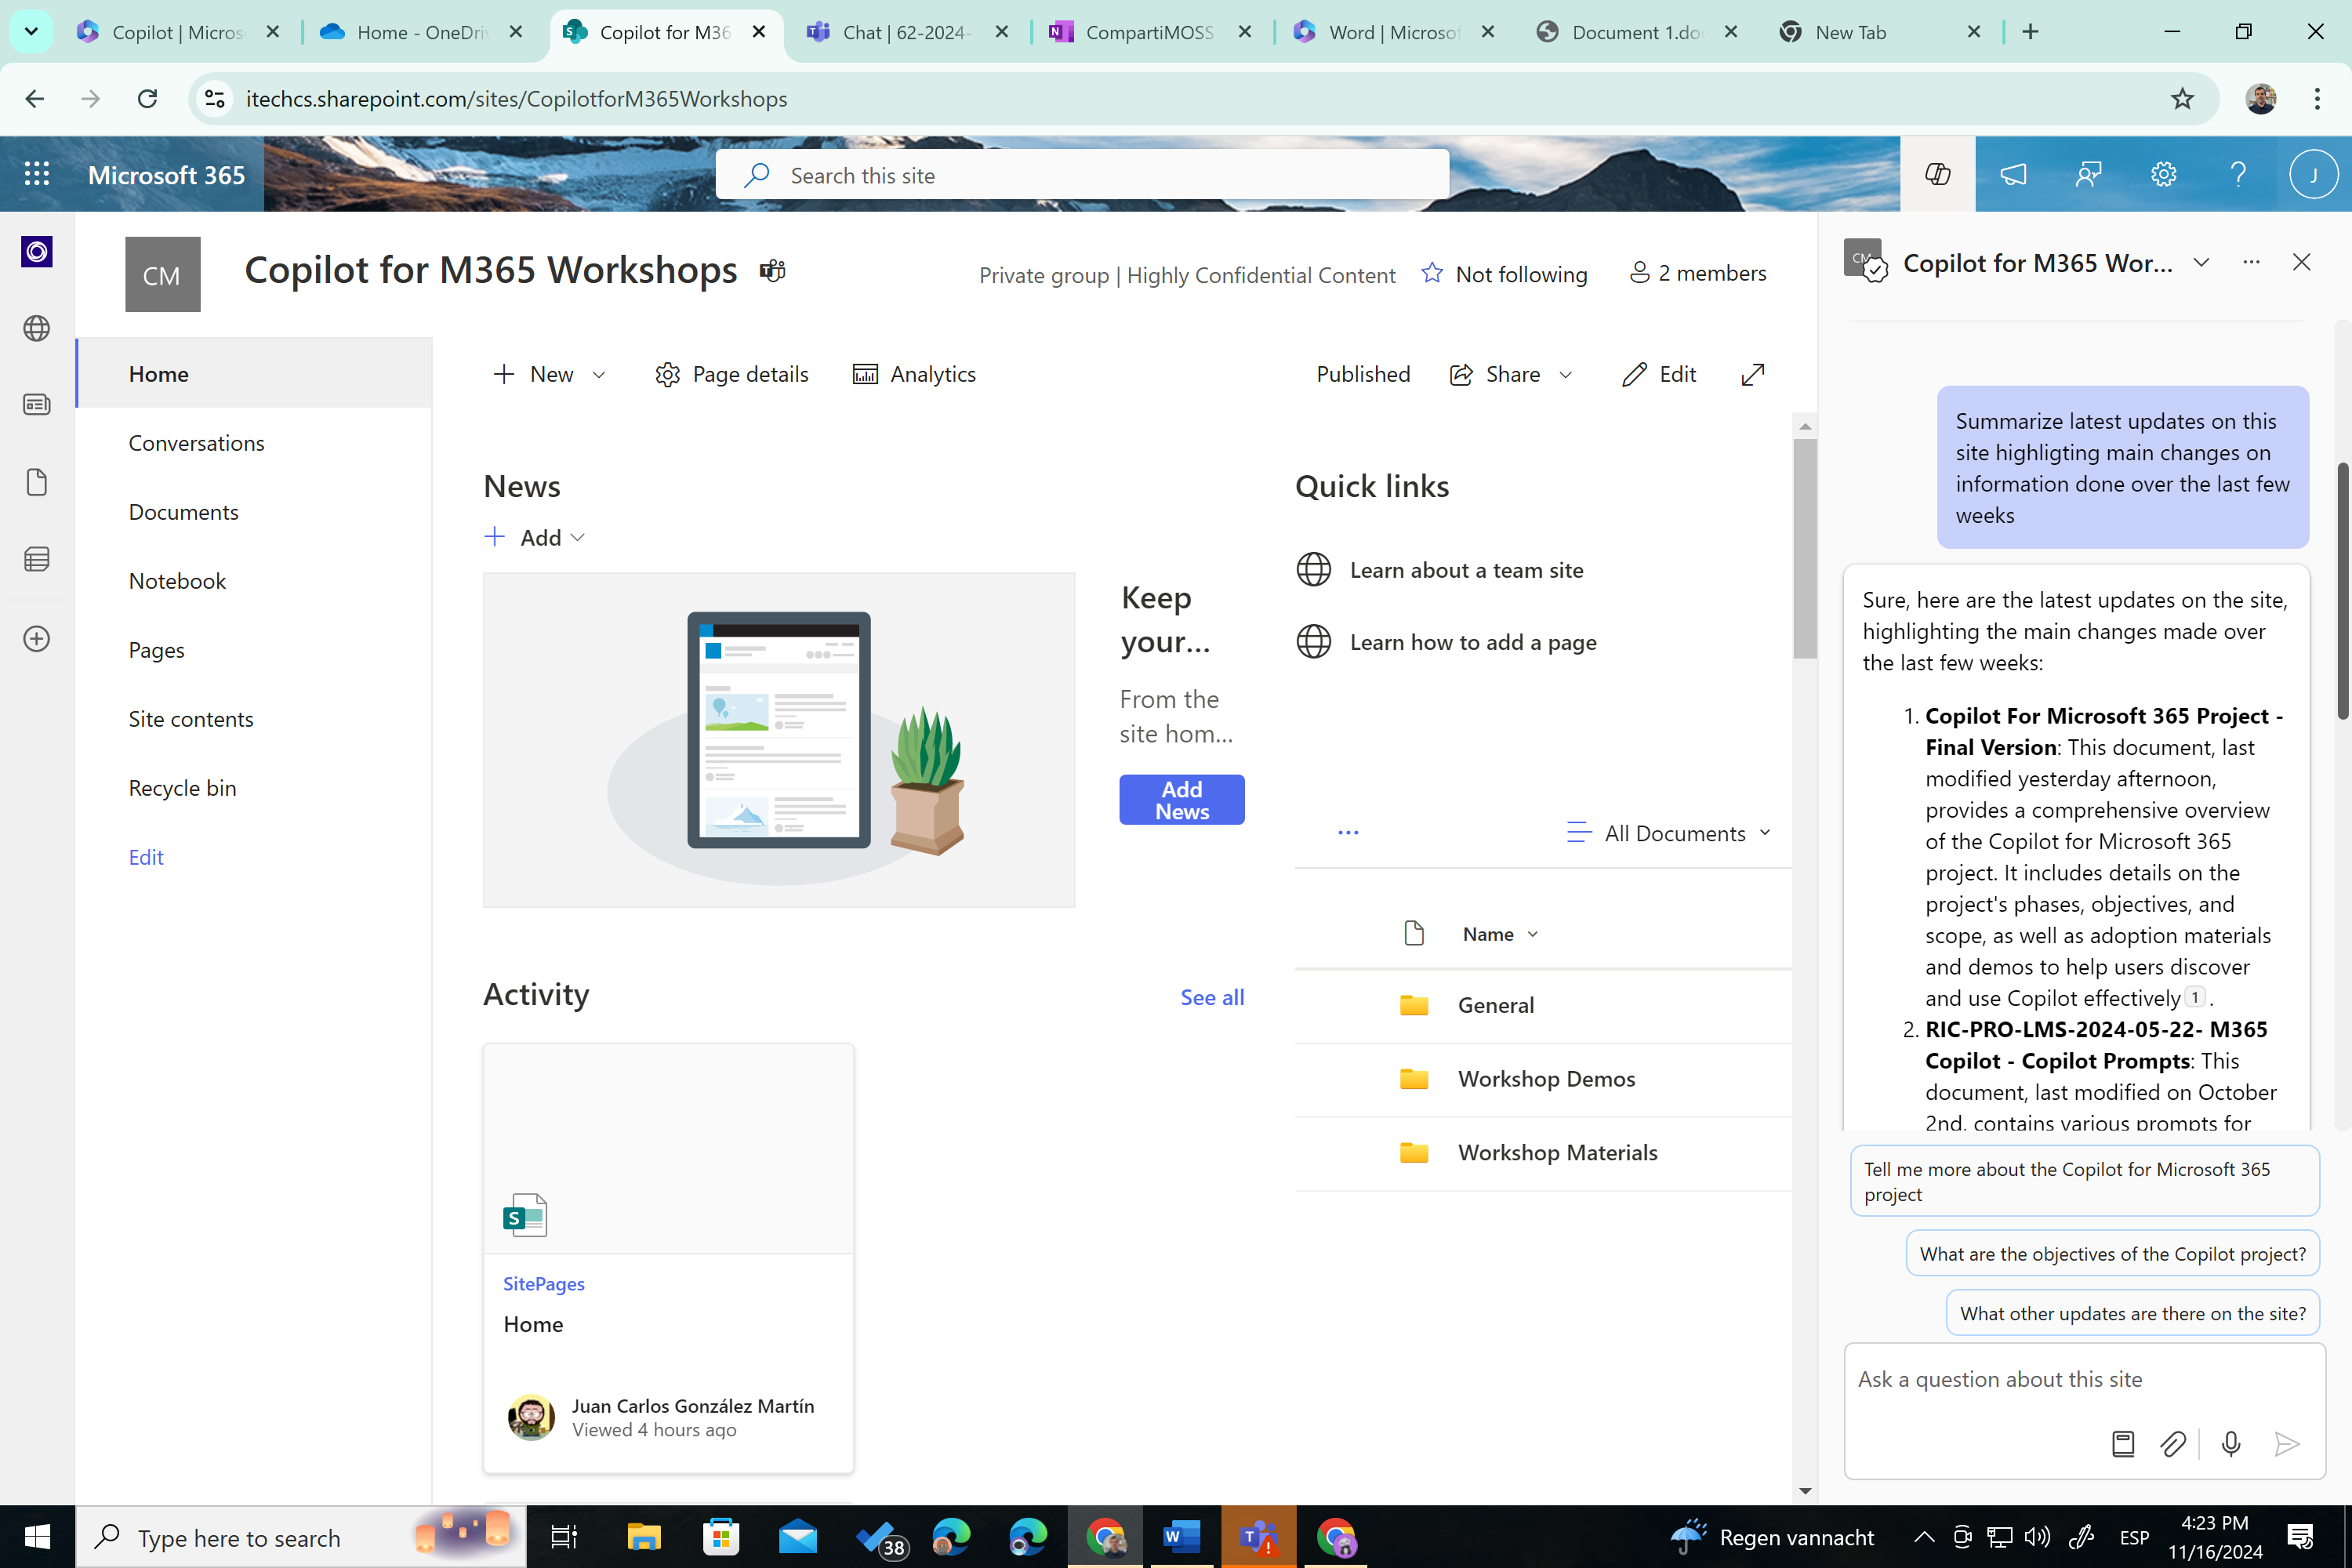 Copilot | Micros
Home - OneDriv
Copilot for M36
Chat | 62-2024-
CompartiMOSS
Word | Microsof
Document 1.doc
New Tab
itechcs.sharepoint.com/sites/CopilotforM365Workshops
Microsoft 365
Search this site
J
CM
Copilot for M365 Workshops
Private group | Highly Confidential Content
Not following
2 members
Home
Conversations
Documents
Notebook
Pages
Site contents
Recycle bin
Edit
New
Page details
Analytics
Published
Share
Edit
News
Add
Keep
your...
From the
site hom...
Add
News
Quick links
Learn about a team site
Learn how to add a page
All Documents
Name
General
Workshop Demos
Workshop Materials
Activity
See all
S
SitePages
Home
Juan Carlos González Martín
Viewed 4 hours ago
CM
Copilot for M365 Wor...
Summarize latest updates on this
site highligting main changes on
information done over the last few
weeks
Sure, here are the latest updates on the site,
highlighting the main changes made over
the last few weeks:
1. Copilot For Microsoft 365 Project -
Final Version: This document, last
modified yesterday afternoon,
provides a comprehensive overview
of the Copilot for Microsoft 365
project. It includes details on the
project's phases, objectives, and
scope, as well as adoption materials
and demos to help users discover
and use Copilot effectively 1 .
2. RIC-PRO-LMS-2024-05-22- M365
Copilot - Copilot Prompts: This
document, last modified on October
2nd, contains various prompts for
Tell me more about the Copilot for Microsoft 365
project
What are the objectives of the Copilot project?
What other updates are there on the site?
Ask a question about this site
Type here to search
38
Regen vannacht
ESP
4:23 PM
11/16/2024